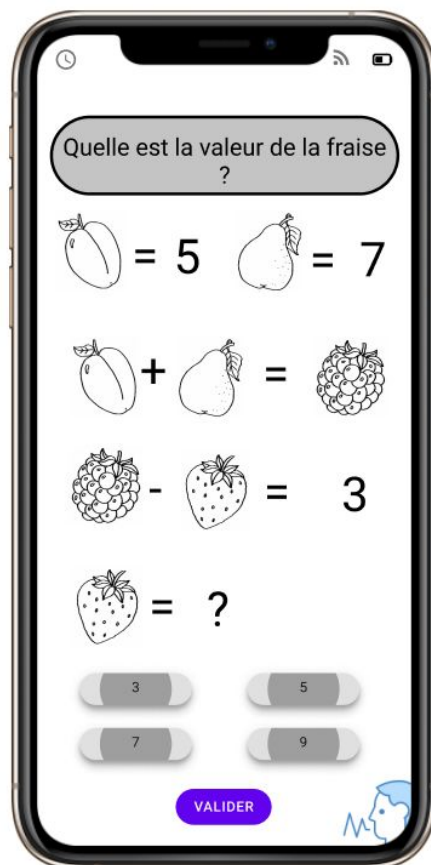 Quelle est la valeur de la fraise
?
= 5 = 7
+ =
- = 3
= ?
3 5
7 9
VALIDER